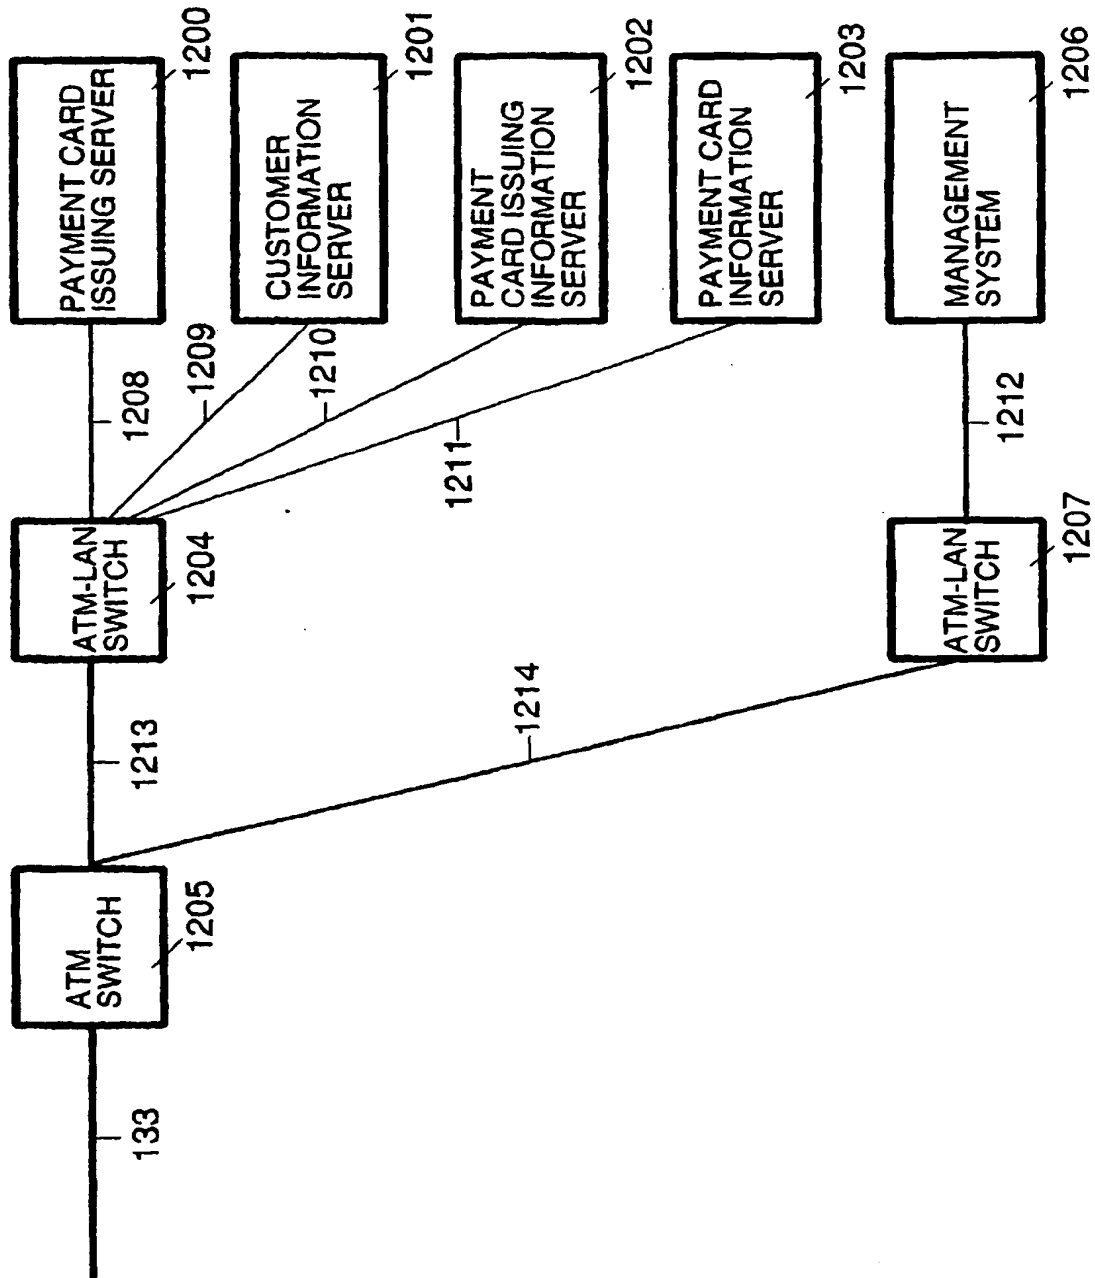 PAYMENT CARD
ISSUING SERVER
1200
CUSTOMER
INFORMATION
SERVER
1201
PAYMENT
CARD ISSUING
INFORMATION
SERVER
1202
PAYMENT CARD
INFORMATION
SERVER
1203
MANAGEMENT
SYSTEM
1206
1208
1209
1210
1211
1212
ATM-LAN
SWITCH
1204
ATM-LAN
SWITCH
1207
1213
1214
ATM
SWITCH
1205
133